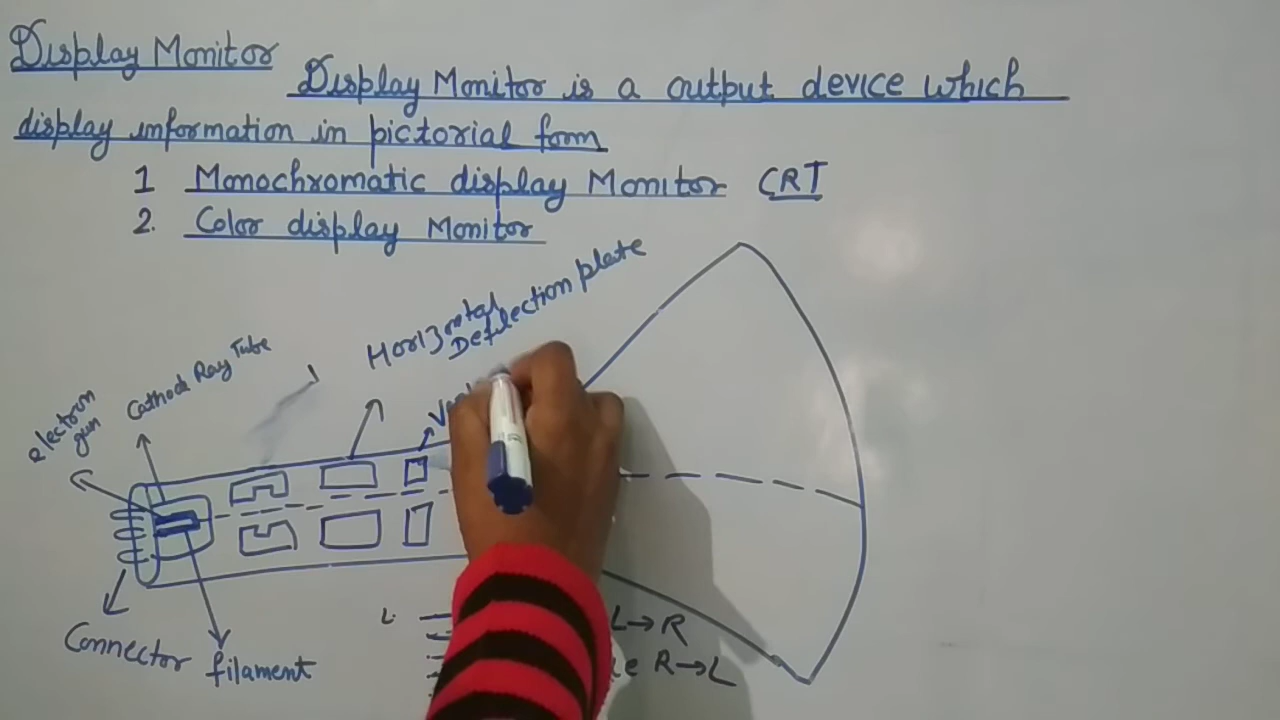 Display Monitor
Display Monitor is a output device which
display information in pictorial form
1 Monochromatic display Monitor CRT
2. Color display Monitor
Horizontal
Deflection plate
Cathode Ray Tube
electron
gun
L → R
R → L
Connector
filament